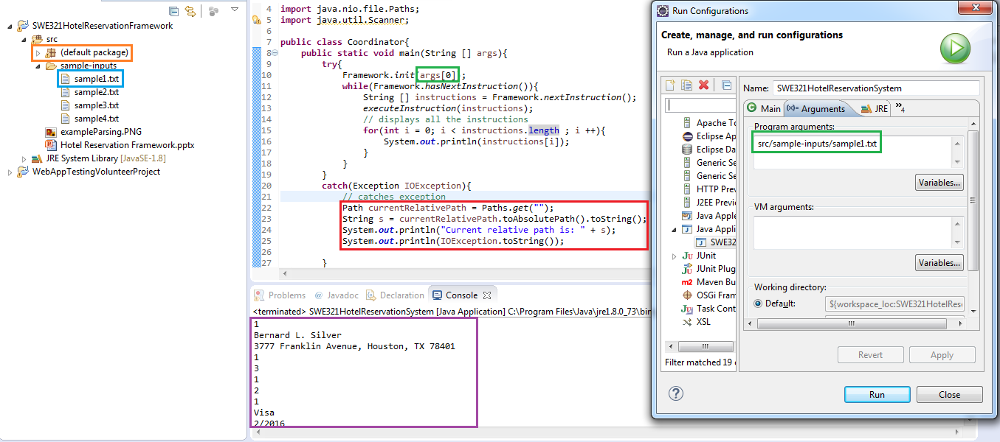 SWE321HotelReservationFramework
src
(default package)
sample-inputs
sample1.txt
sample2.txt
sample3.txt
sample4.txt
exampleParsing.PNG
Hotel Reservation Framework.pptx
JRE System Library [JavaSE-1.8]
WebAppTestingVolunteerProject
4 import java.nio.file.Paths;
5 import java.util.Scanner;
6
7 public class Coordinator{
8 public static void main(String [] args){
9 try{
10 Framework.init(args[0]);
11 while(Framework.hasNextInstruction()){
12 String [] instructions = Framework.nextInstruction();
13 executeInstruction(instructions);
14 // displays all the instructions
15 for(int i = 0; i < instructions.length ; i ++){
16 System.out.println(instructions[i]);
17 }
18 }
19 }
20 catch(Exception IOException){
21 // catches exception
22 Path currentRelativePath = Paths.get("");
23 String s = currentRelativePath.toAbsolutePath().toString();
24 System.out.println("Current relative path is: " + s);
25 System.out.println(IOException.toString());
26
27 }
Problems @ Javadoc Declaration Console
<terminated> SWE321HotelReservationSystem [Java Application] C:\Program Files\Java\jre1.8.0_73\bin
1
Bernard L. Silver
3777 Franklin Avenue, Houston, TX 78401
1
3
1
2
1
Visa
2/2016
Run Configurations
Create, manage, and run configurations
Run a Java application
Apache To
Eclipse Ap
Eclipse Da
Generic Se
Generic Se
HTTP Prev
J2EE Previ
Java Apple
Java Appli
SWE32
JUnit
JUnit Plug
Maven Bu
OSGi Fram
Task Cont
XSL
Filter matched 19
Name: SWE321HotelReservationSystem
Main (x)= Arguments JRE »4
Program arguments:
src/sample-inputs/sample1.txt
Variables...
VM arguments:
Variables...
Working directory:
Default: ${workspace_loc:SWE321HotelRese
Revert Apply
Run Close